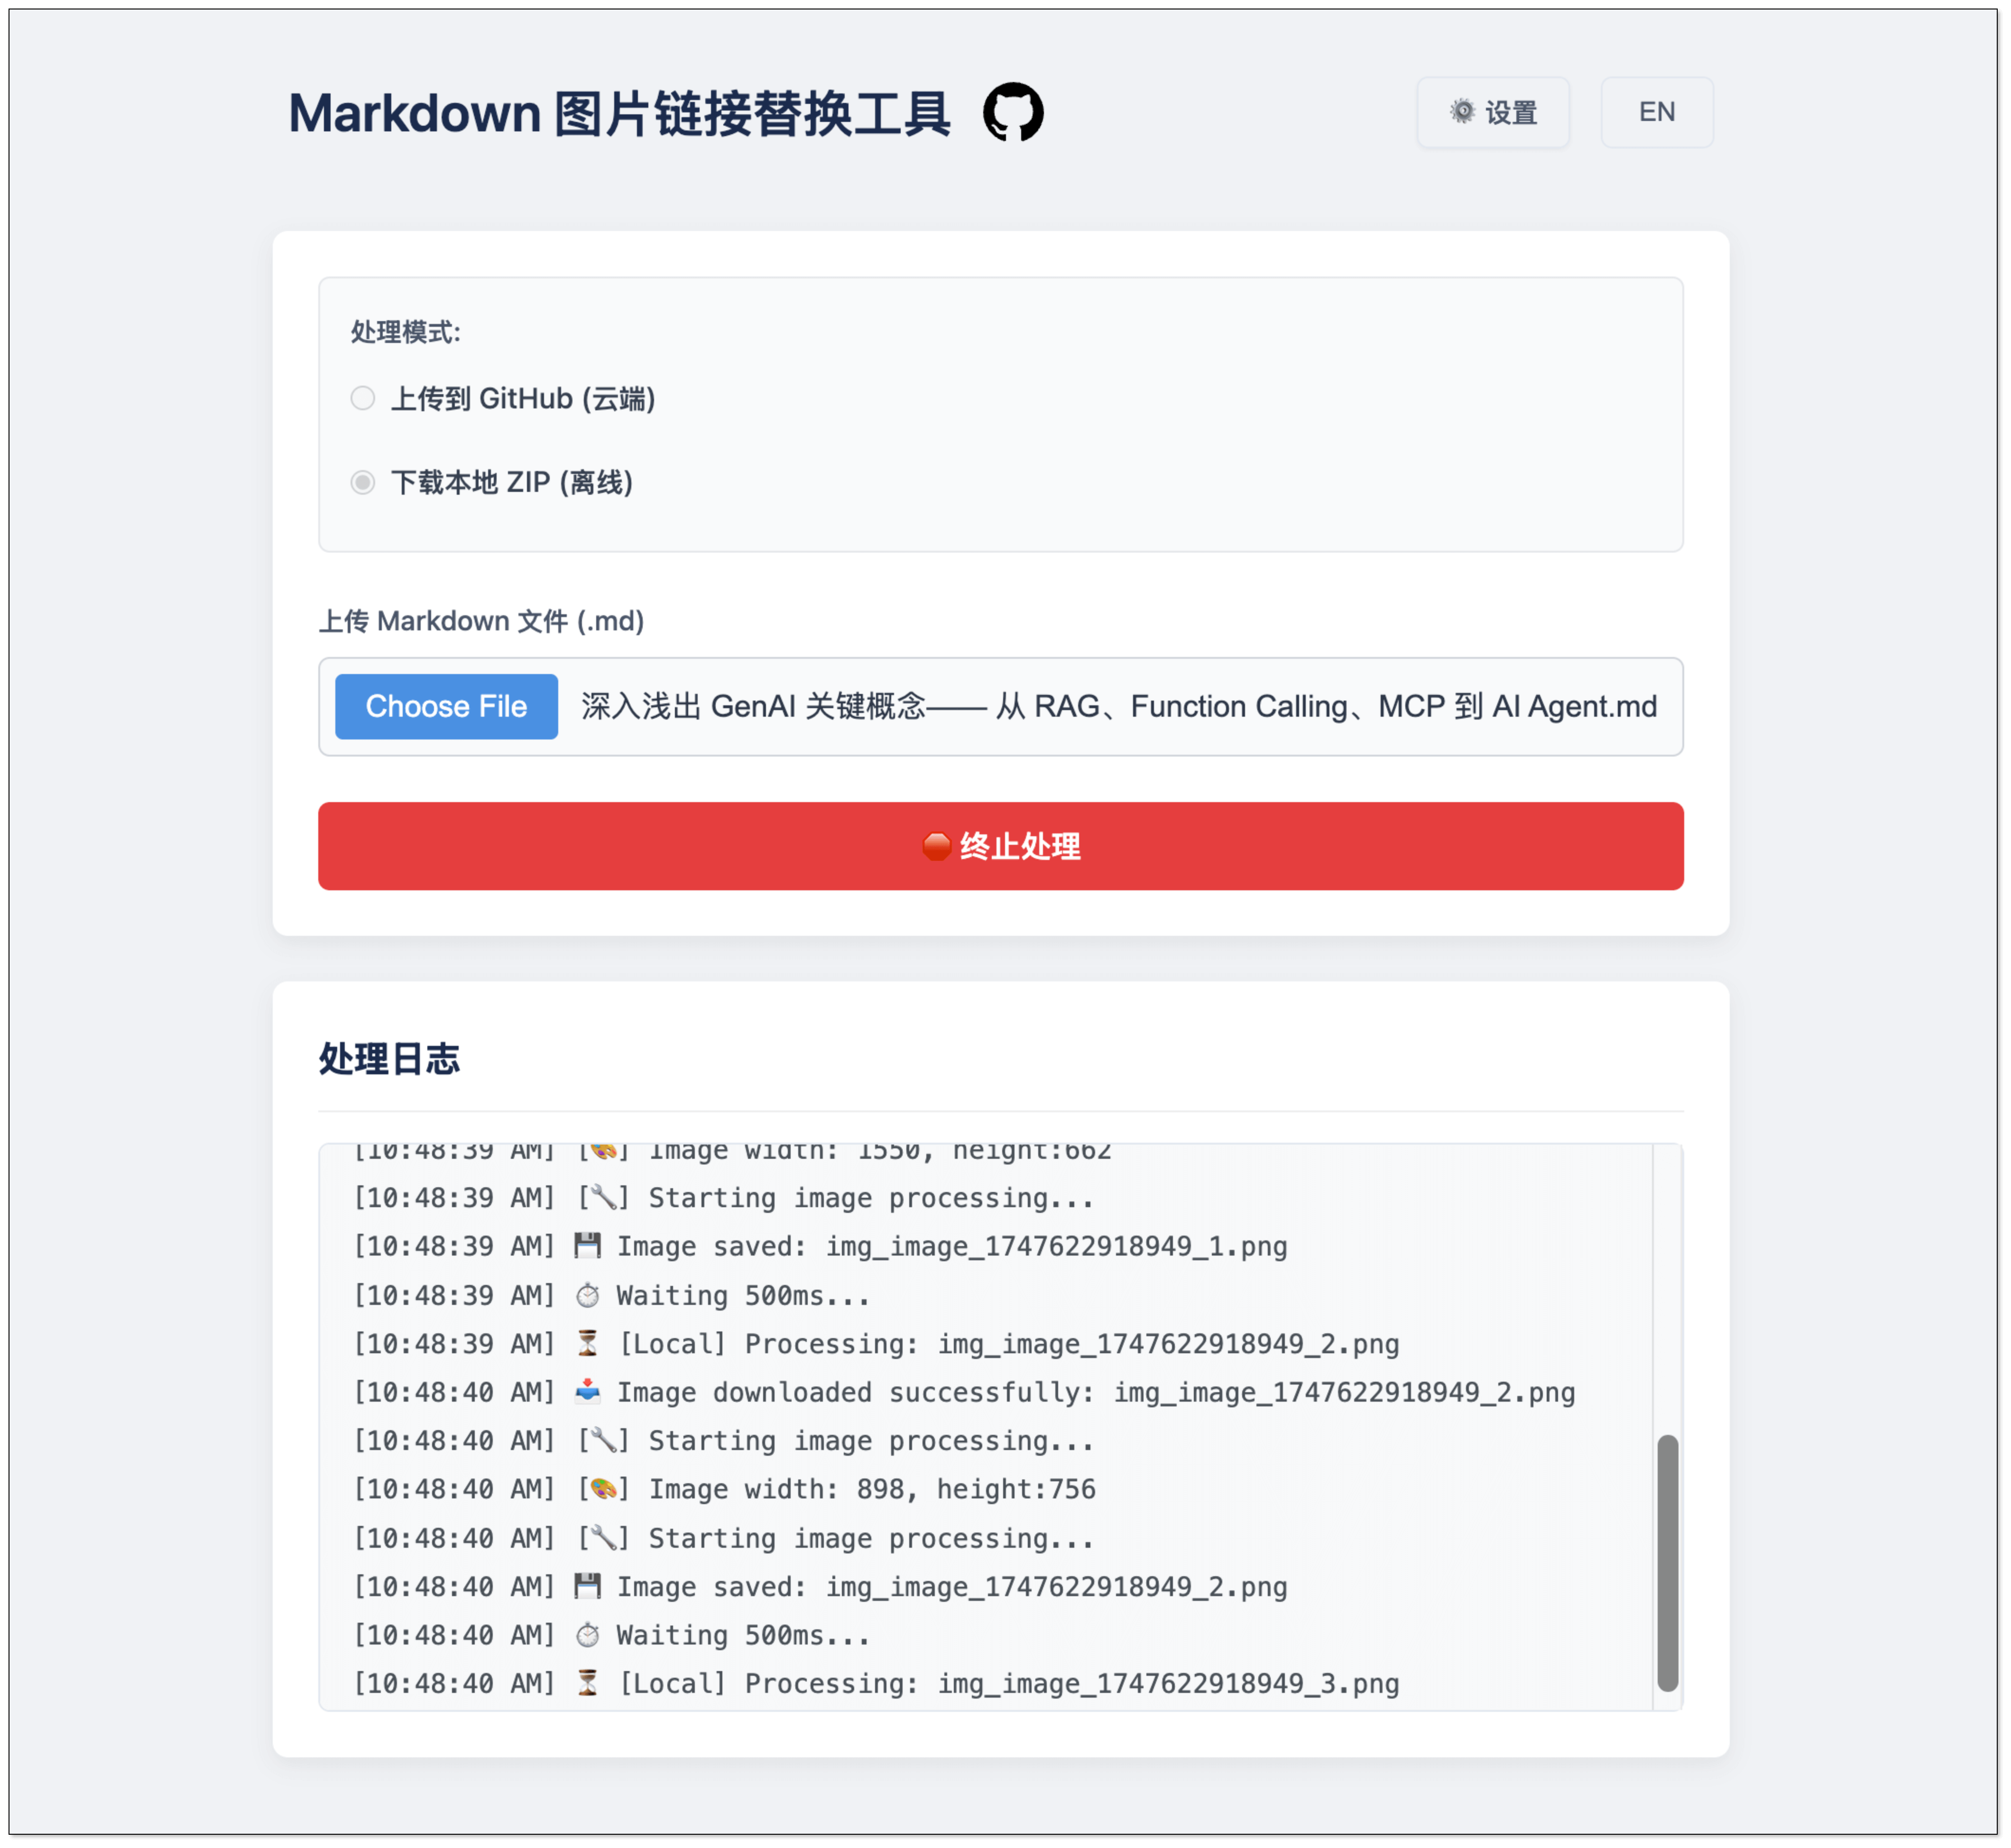 Markdown 图片链接替换工具
⚙️ 设置
EN
处理模式:
上传到 GitHub (云端)
下载本地 ZIP (离线)
上传 Markdown 文件 (.md)
Choose File 深入浅出 GenAI 关键概念—— 从 RAG、Function Calling、MCP 到 AI Agent.md
🛑 终止处理
处理日志
[10:48:39 AM] [🎨] Image width: 1550, height:662
[10:48:39 AM] [🔧] Starting image processing...
[10:48:39 AM] 💾 Image saved: img_image_1747622918949_1.png
[10:48:39 AM] ⏱️ Waiting 500ms...
[10:48:39 AM] ⏳ [Local] Processing: img_image_1747622918949_2.png
[10:48:40 AM] 📥 Image downloaded successfully: img_image_1747622918949_2.png
[10:48:40 AM] [🔧] Starting image processing...
[10:48:40 AM] [🎨] Image width: 898, height:756
[10:48:40 AM] [🔧] Starting image processing...
[10:48:40 AM] 💾 Image saved: img_image_1747622918949_2.png
[10:48:40 AM] ⏱️ Waiting 500ms...
[10:48:40 AM] ⏳ [Local] Processing: img_image_1747622918949_3.png